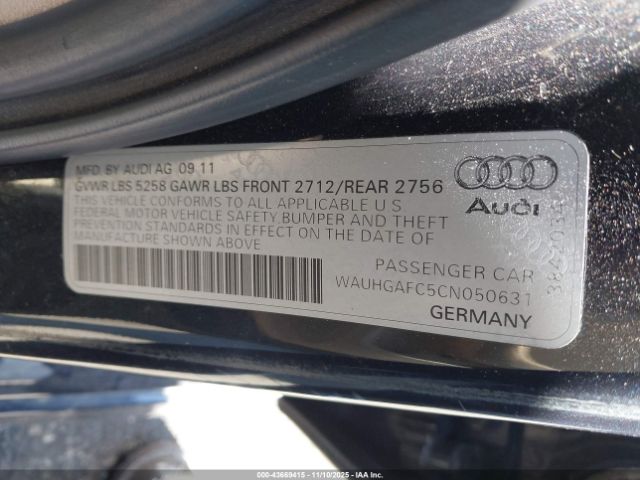 MFD. BY AUDI AG 09.11
GVWR LBS 5258 GAWR LBS FRONT 2712/REAR 2756
THIS VEHICLE CONFORMS TO ALL APPLICABLE U S
FEDERAL MOTOR VEHICLE SAFETY, BUMPER AND THEFT
PREVENTION STANDARDS IN EFFECT ON THE DATE OF
MANUFACTURE SHOWN ABOVE
Audi
PASSENGER CAR
WAUHGAFC5CN050631
GERMANY
000-43669415 - 11/10/2025 - IAAI.com